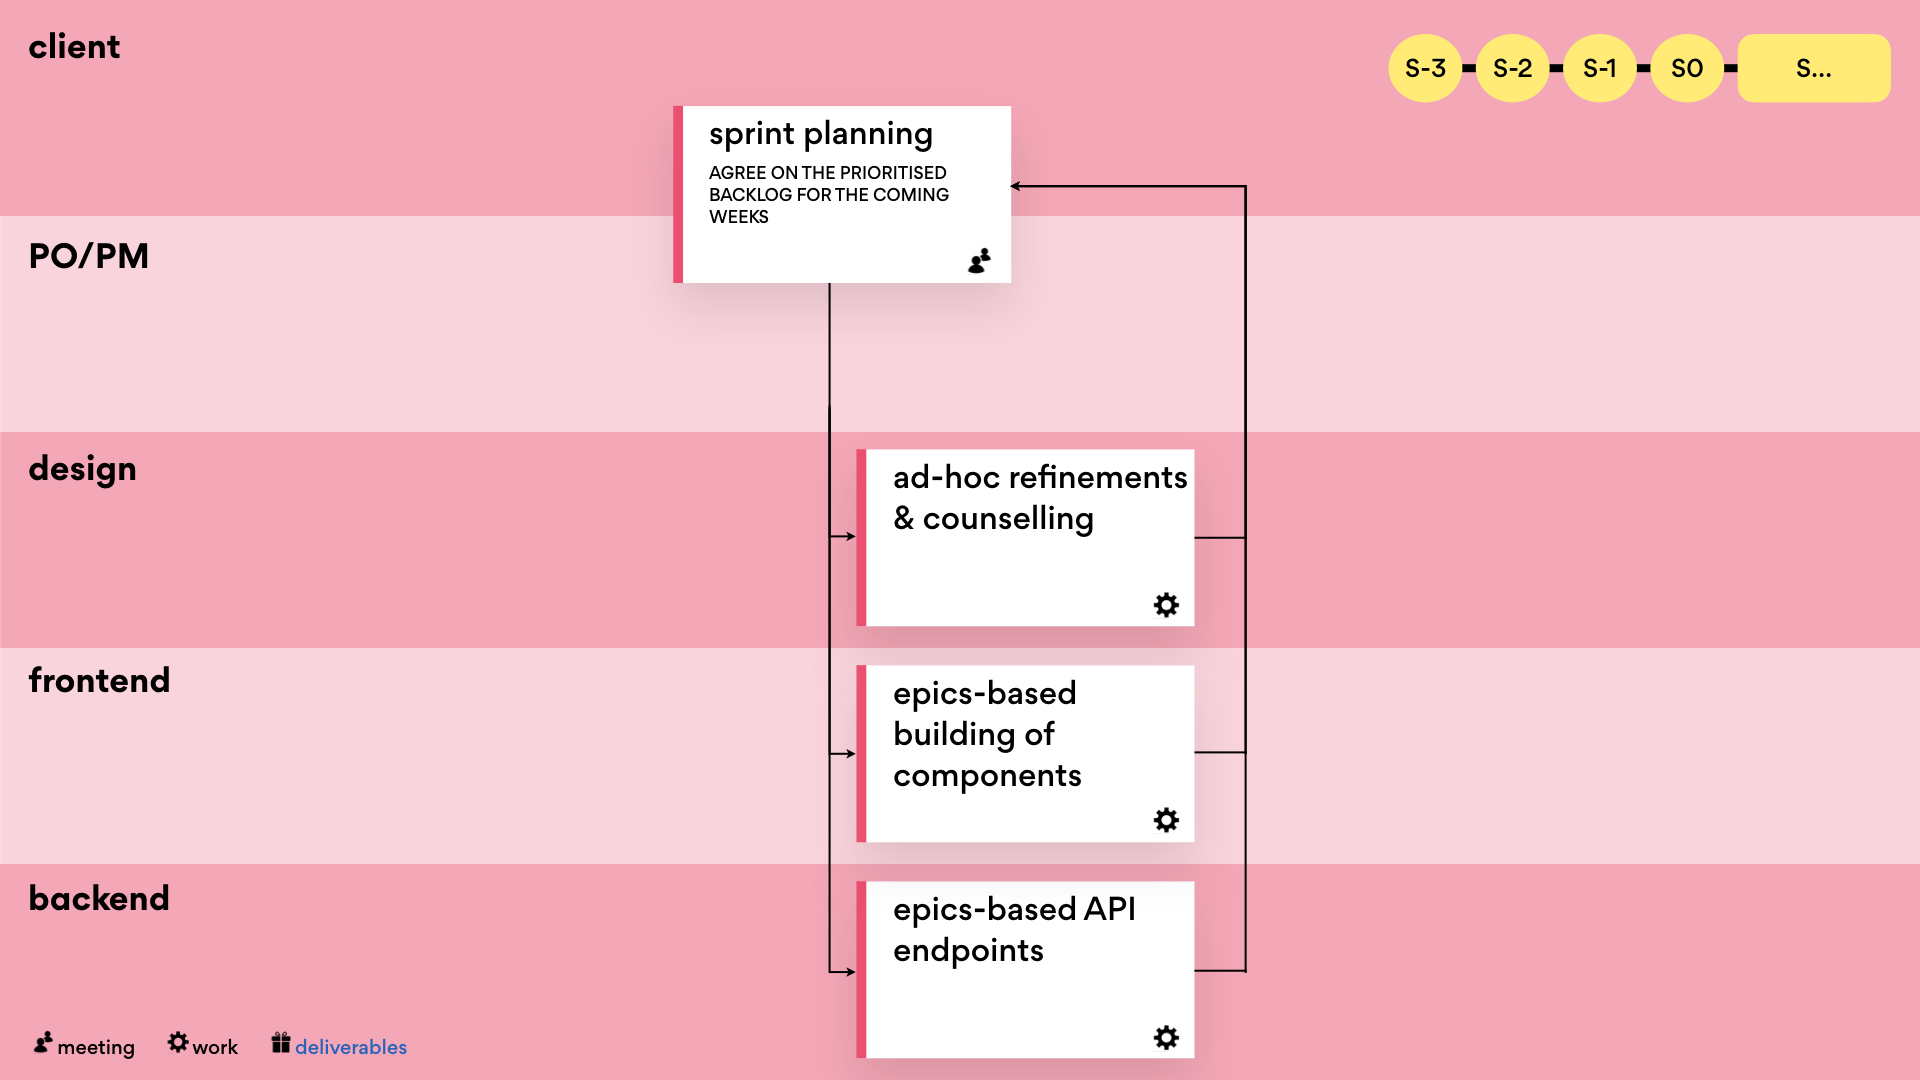 client
S-3 S-2 S-1 S0 S...
sprint planning
AGREE ON THE PRIORITISED
BACKLOG FOR THE COMING
WEEKS
PO/PM
design
ad-hoc refinements
& counselling
frontend
epics-based
building of
components
backend
epics-based API
endpoints
meeting work deliverables